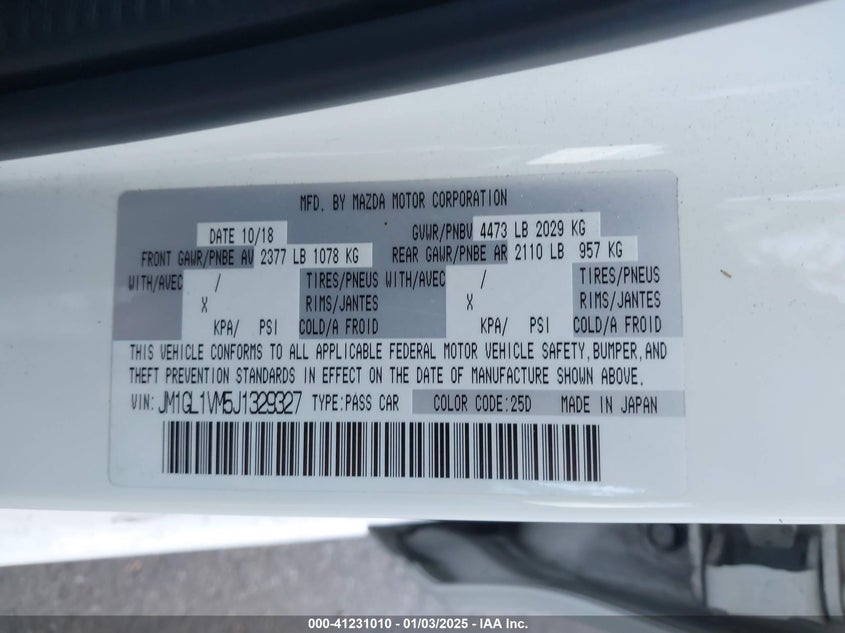 MFD. BY MAZDA MOTOR CORPORATION
DATE 10/18 GVWR/PNBV 4473 LB 2029 KG
FRONT GAWR/PNBE AV 2377 LB 1078 KG REAR GAWR/PNBE AR 2110 LB 957 KG
WITH/AVEC / TIRES/PNEUS WITH/AVEC / TIRES/PNEUS
X RIMS/JANTES X RIMS/JANTES
KPA/ PSI COLD/A FROID KPA/ PSI COLD/A FROID
THIS VEHICLE CONFORMS TO ALL APPLICABLE FEDERAL MOTOR VEHICLE SAFETY, BUMPER, AND
THEFT PREVENTION STANDARDS IN EFFECT ON THE DATE OF MANUFACTURE SHOWN ABOVE.
VIN: JM1GL1VM5J1329327 TYPE: PASS CAR COLOR CODE: 25D MADE IN JAPAN
000-41231010 - 01/03/2025 - IAA Inc.